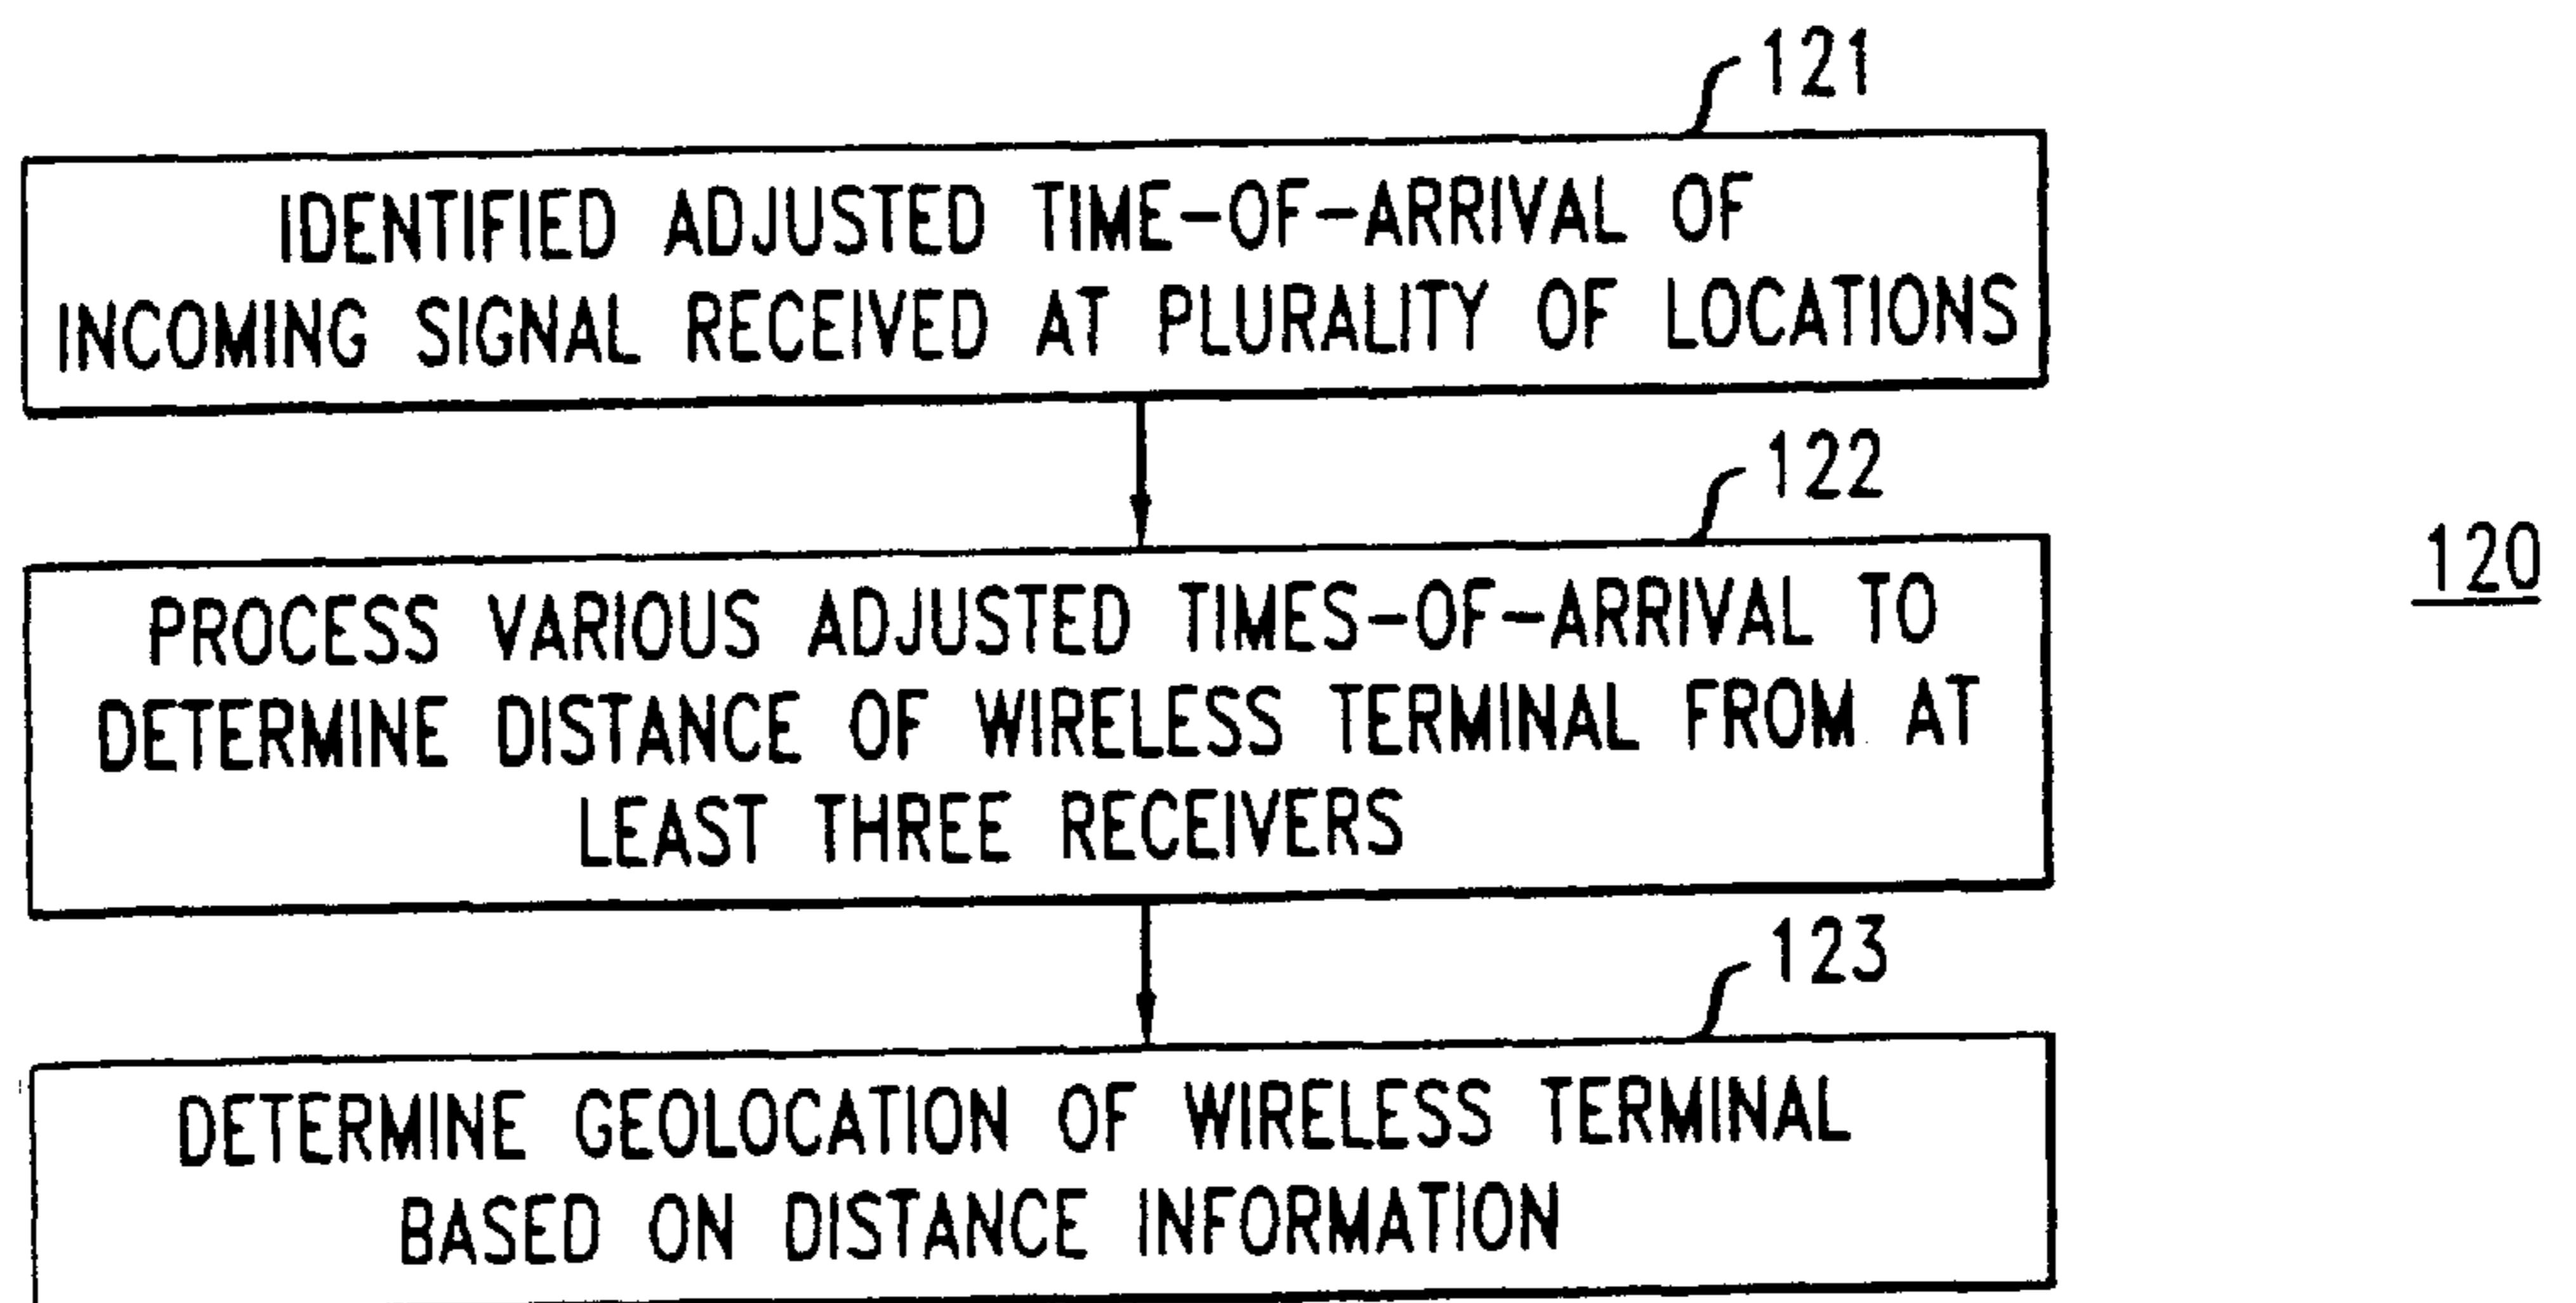 121
IDENTIFIED ADJUSTED TIME-OF-ARRIVAL OF
INCOMING SIGNAL RECEIVED AT PLURALITY OF LOCATIONS
122
120
PROCESS VARIOUS ADJUSTED TIMES-OF-ARRIVAL TO
DETERMINE DISTANCE OF WIRELESS TERMINAL FROM AT
LEAST THREE RECEIVERS
123
DETERMINE GEOLOCATION OF WIRELESS TERMINAL
BASED ON DISTANCE INFORMATION